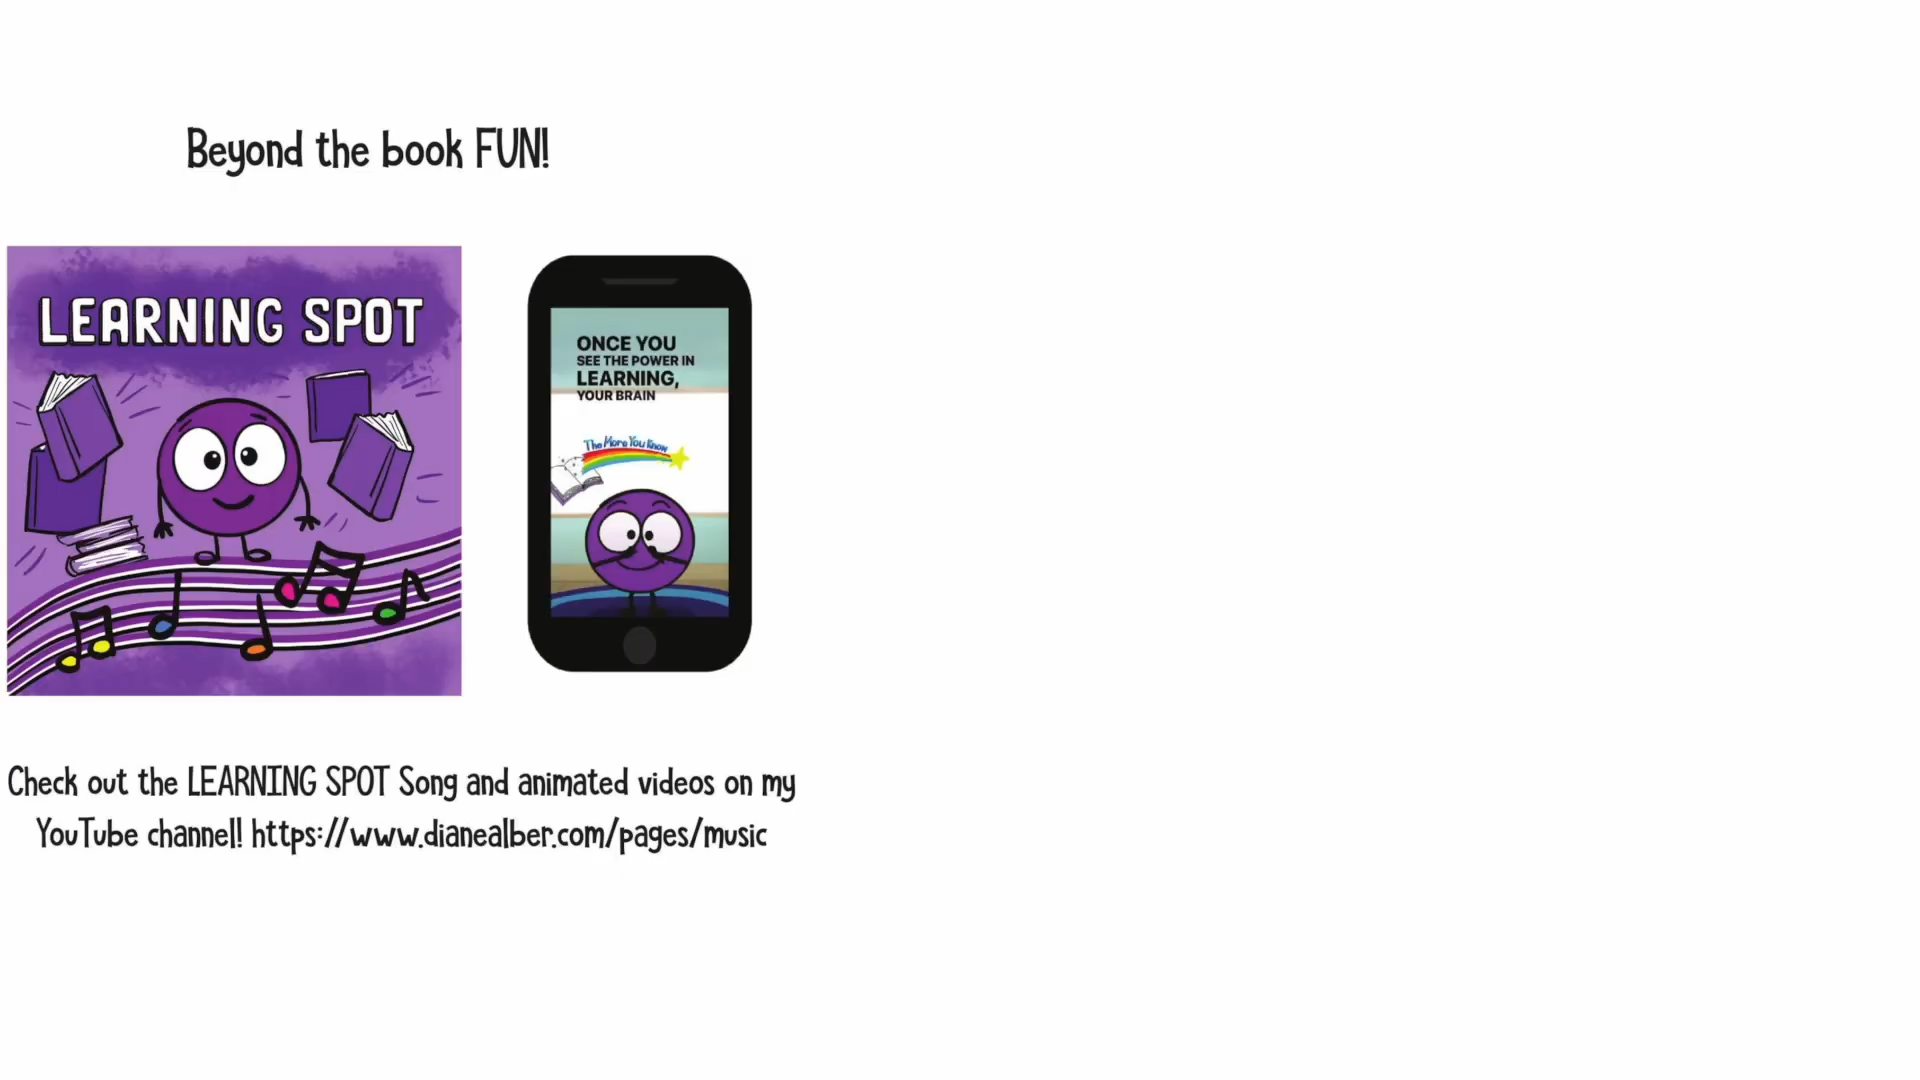 Beyond the book FUN!
LEARNING SPOT
ONCE YOU
SEE THE POWER IN
LEARNING,
YOUR BRAIN
The More You Know
Check out the LEARNING SPOT Song and animated videos on my
YouTube channel! https://www.dianealber.com/pages/music